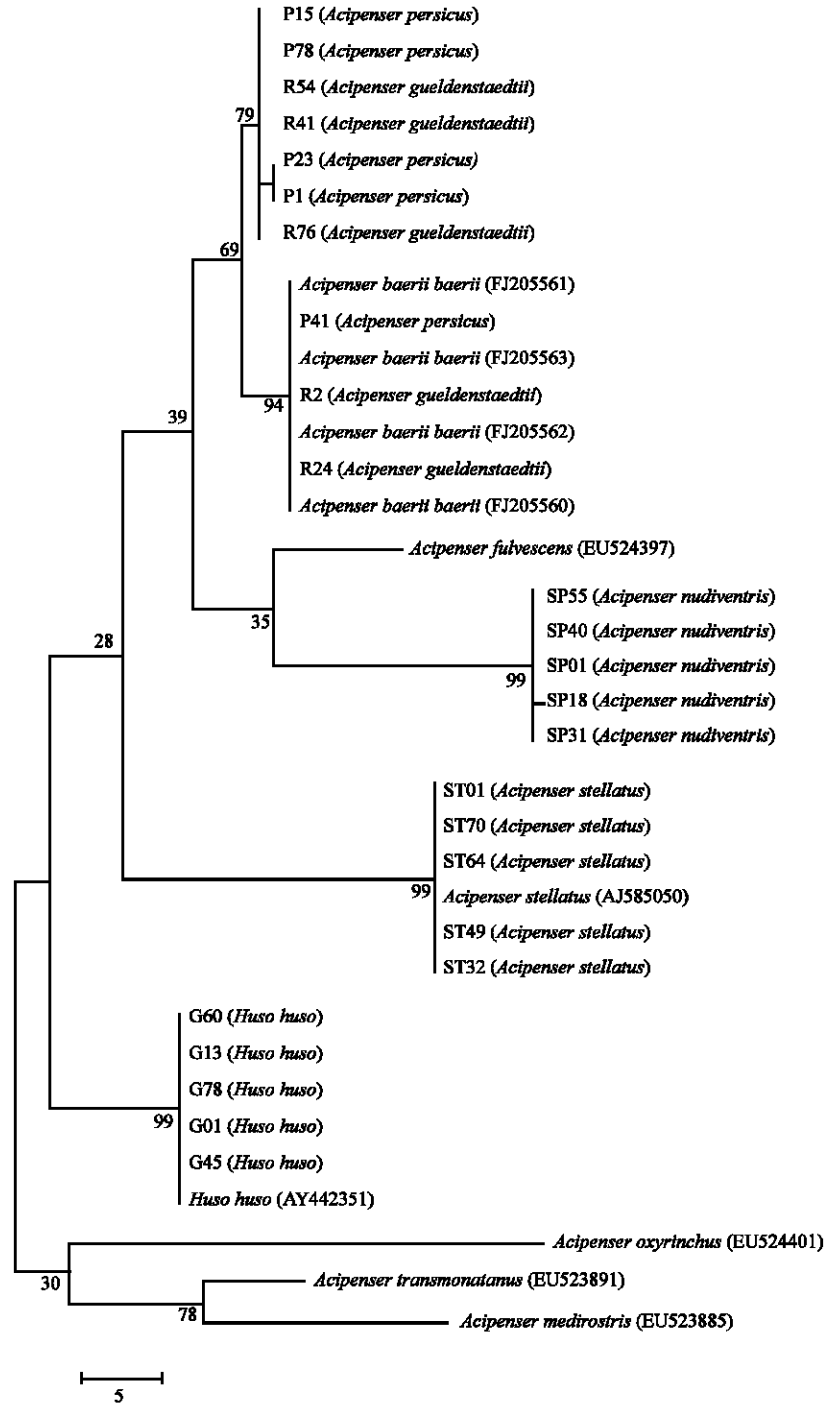 P15 (Acipenser persicus)
P78 (Acipenser persicus)
R54 (Acipenser gueldenstaedtii)
79
R41 (Acipenser gueldenstaedtii)
P23 (Acipenser persicus)
P1 (Acipenser persicus)
R76 (Acipenser gueldenstaedtii)
69
Acipenser baerii baerii (FJ205561)
P41 (Acipenser persicus)
Acipenser baerii baerii (FJ205563)
R2 (Acipenser gueldenstaedtii)
94
39
Acipenser baerii baerii (FJ205562)
R24 (Acipenser gueldenstaedtii)
Acipenser baerii baerii (FJ205560)
Acipenser fulvescens (EU524397)
SP55 (Acipenser nudiventris)
35
SP40 (Acipenser nudiventris)
28
SP01 (Acipenser nudiventris)
99
SP18 (Acipenser nudiventris)
SP31 (Acipenser nudiventris)
ST01 (Acipenser stellatus)
ST70 (Acipenser stellatus)
ST64 (Acipenser stellatus)
99
Acipenser stellatus (AJ585050)
ST49 (Acipenser stellatus)
ST32 (Acipenser stellatus)
G60 (Huso huso)
G13 (Huso huso)
G78 (Huso huso)
99
G01 (Huso huso)
G45 (Huso huso)
Huso huso (AY442351)
Acipenser oxyrinchus (EU524401)
30
Acipenser transmonatanus (EU523891)
78
Acipenser medirostris (EU523885)
5